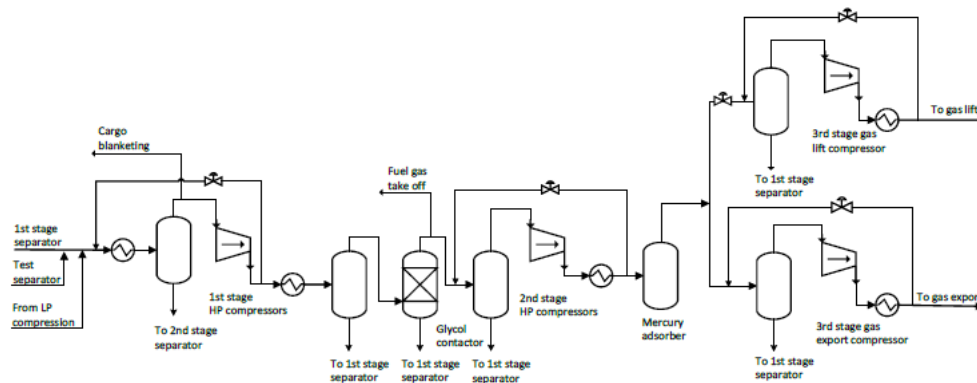 Cargo
blanketing
1st stage
separator
Test
separator
From LP
compression
To 2nd stage
separator
1st stage
HP compressors
To 1st stage
separator
Fuel gas
take off
Glycol
contactor
To 1st stage
separator
To 1st stage
separator
2nd stage
HP compressors
Mercury
adsorber
To gas lift
3rd stage gas
lift compressor
To 1st stage
separator
To gas export
3rd stage gas
export compressor
To 1st stage
separator